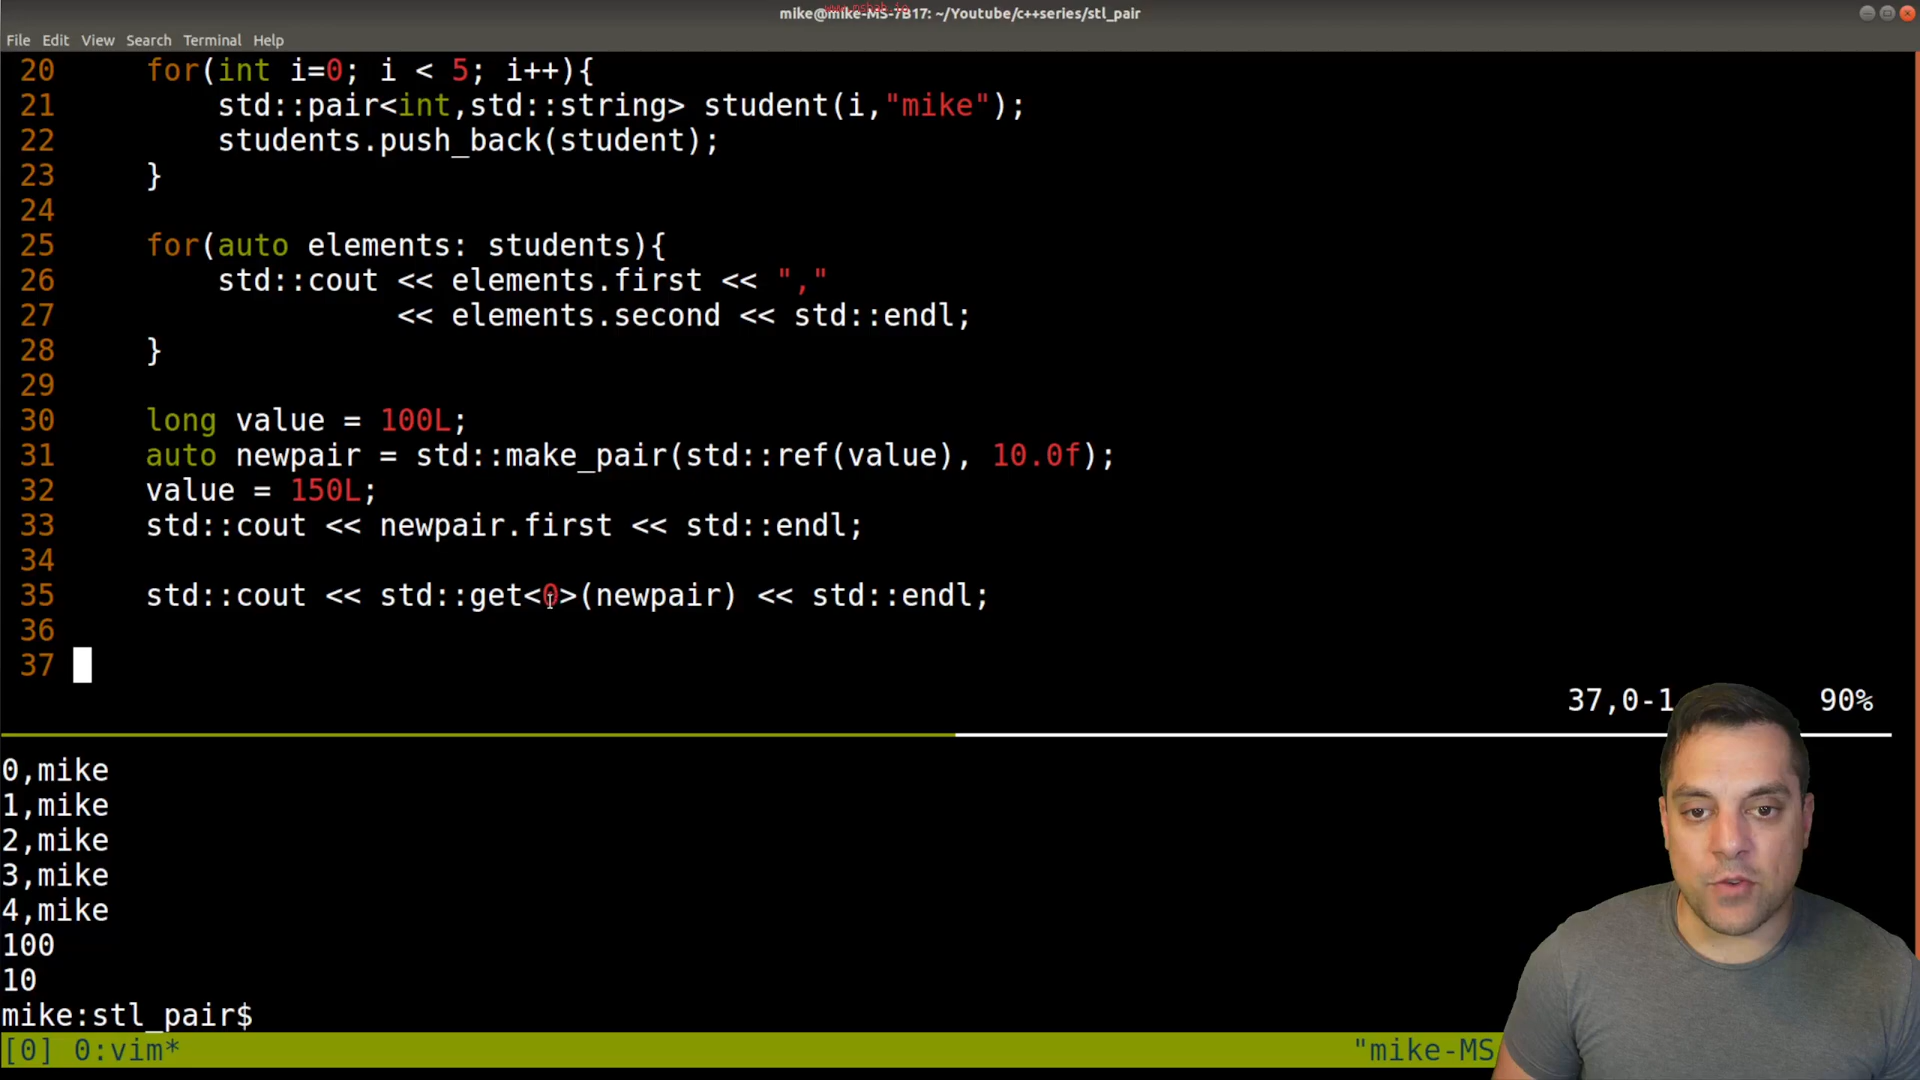 mike@mike-MS-7B17: ~/Youtube/c++series/stl_pair
File Edit View Search Terminal Help
20     for(int i=0; i < 5; i++){
21         std::pair<int,std::string> student(i,"mike");
22         students.push_back(student);
23     }
24
25     for(auto elements: students){
26         std::cout << elements.first << ","
27                   << elements.second << std::endl;
28     }
29
30     long value = 100L;
31     auto newpair = std::make_pair(std::ref(value), 10.0f);
32     value = 150L;
33     std::cout << newpair.first << std::endl;
34
35     std::cout << std::get<0>(newpair) << std::endl;
36
37
37,0-1 90%
0,mike
1,mike
2,mike
3,mike
4,mike
100
10
mike:stl_pair$
[0] 0:vim* "mike-MS